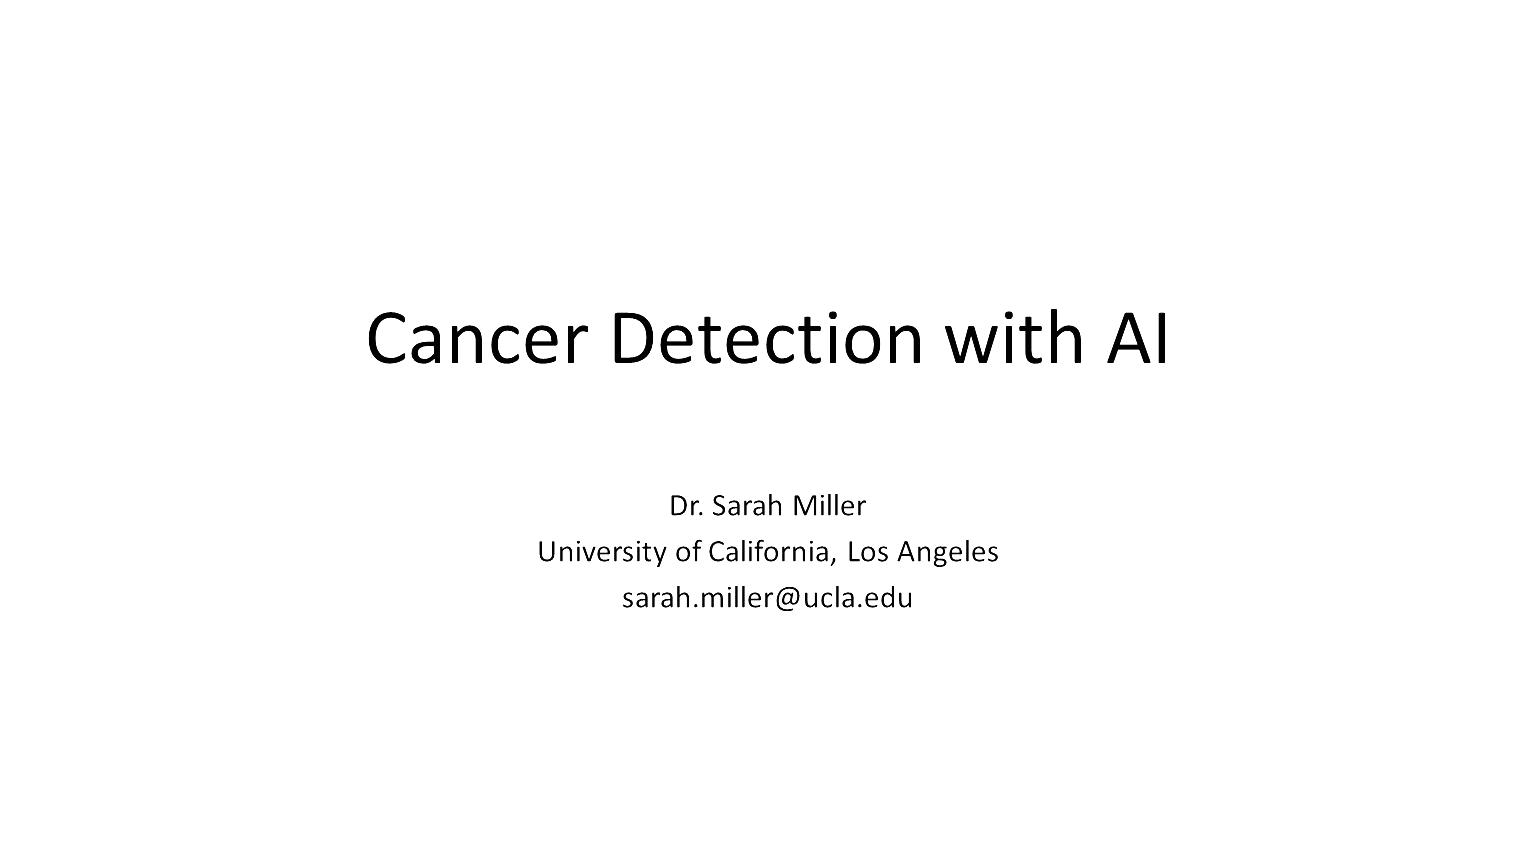 Cancer Detection with AI
Dr. Sarah Miller
University of California, Los Angeles
sarah.miller@ucla.edu